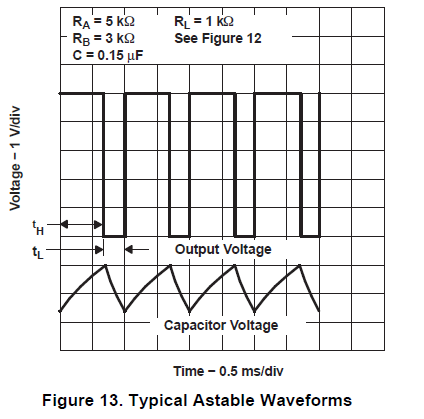 RA = 5 kΩ RL = 1 kΩ
RB = 3 kΩ See Figure 12
C = 0.15 µF
Voltage − 1 V/div
tH
tL
Output Voltage
Capacitor Voltage
Time − 0.5 ms/div
Figure 13. Typical Astable Waveforms